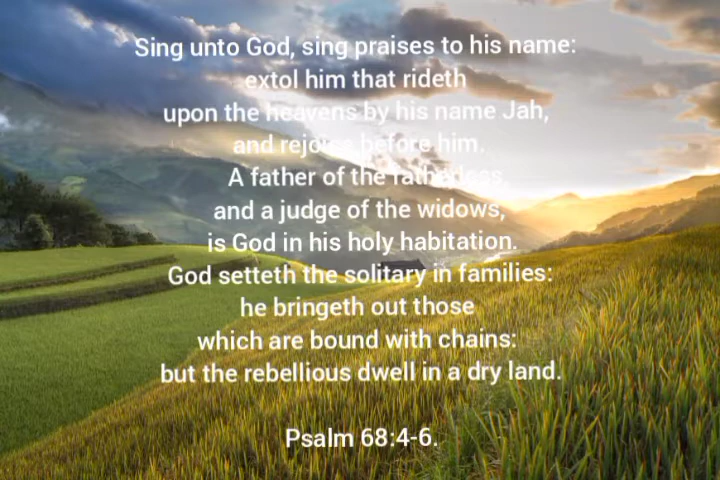 Sing unto God, sing praises to his name:
extol him that rideth
upon the heavens by his name Jah,
and rejoice before him.
A father of the fatherless,
and a judge of the widows,
is God in his holy habitation.
God setteth the solitary in families:
he bringeth out those
which are bound with chains:
but the rebellious dwell in a dry land.
Psalm 68:4-6.